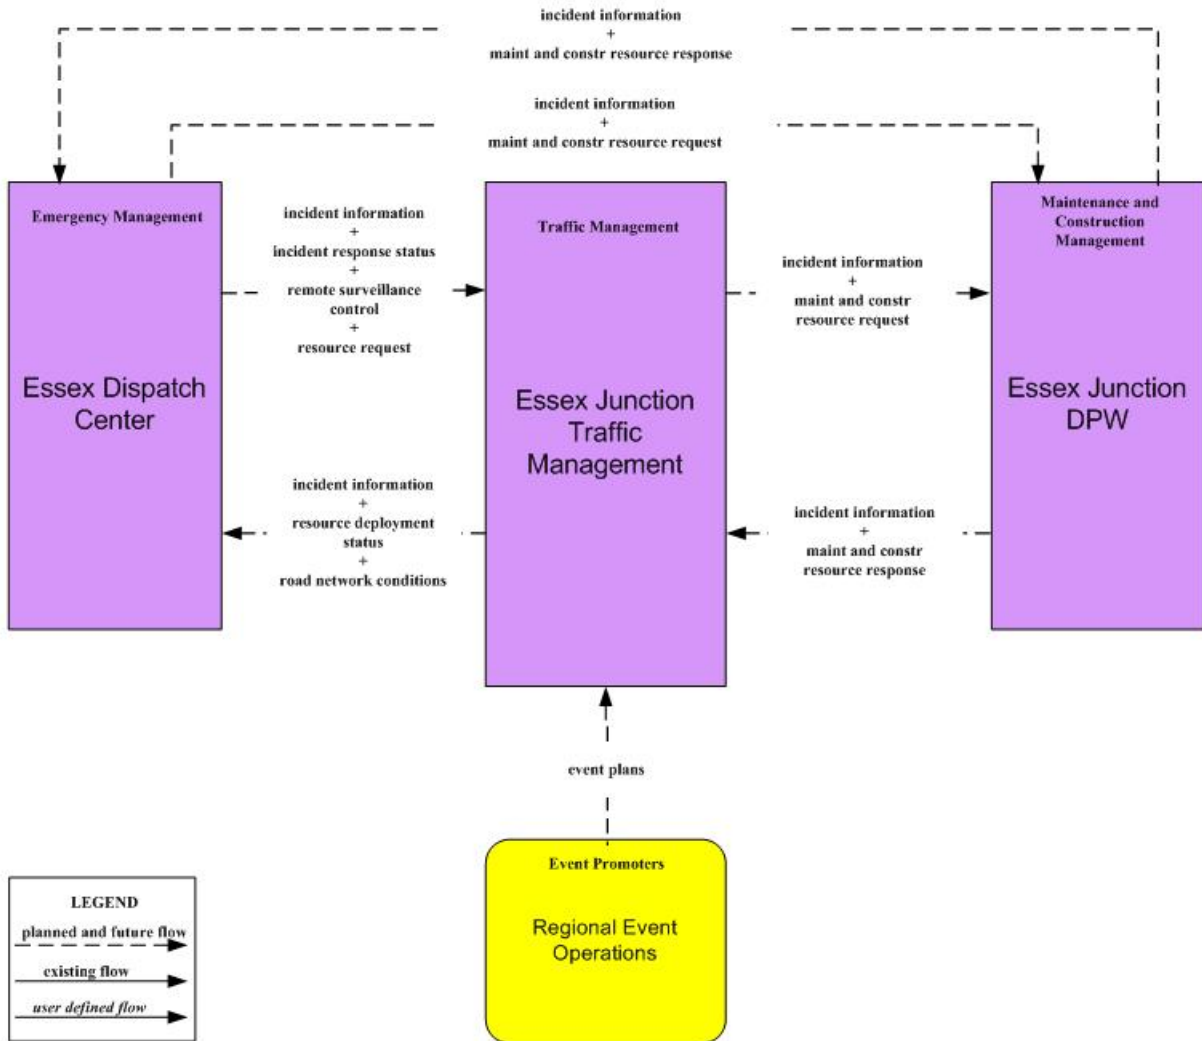 incident information
+
maint and constr resource response
incident information
+
maint and constr resource request
Emergency Management
Essex Dispatch
Center
incident information
+
incident response status
+
remote surveillance
control
+
resource request
Traffic Management
Essex Junction
Traffic
Management
incident information
+
maint and constr
resource request
Maintenance and
Construction
Management
Essex Junction
DPW
incident information
+
resource deployment
status
+
road network conditions
incident information
+
maint and constr
resource response
event plans
Event Promoters
Regional Event
Operations
LEGEND
planned and future flow
existing flow
user defined flow